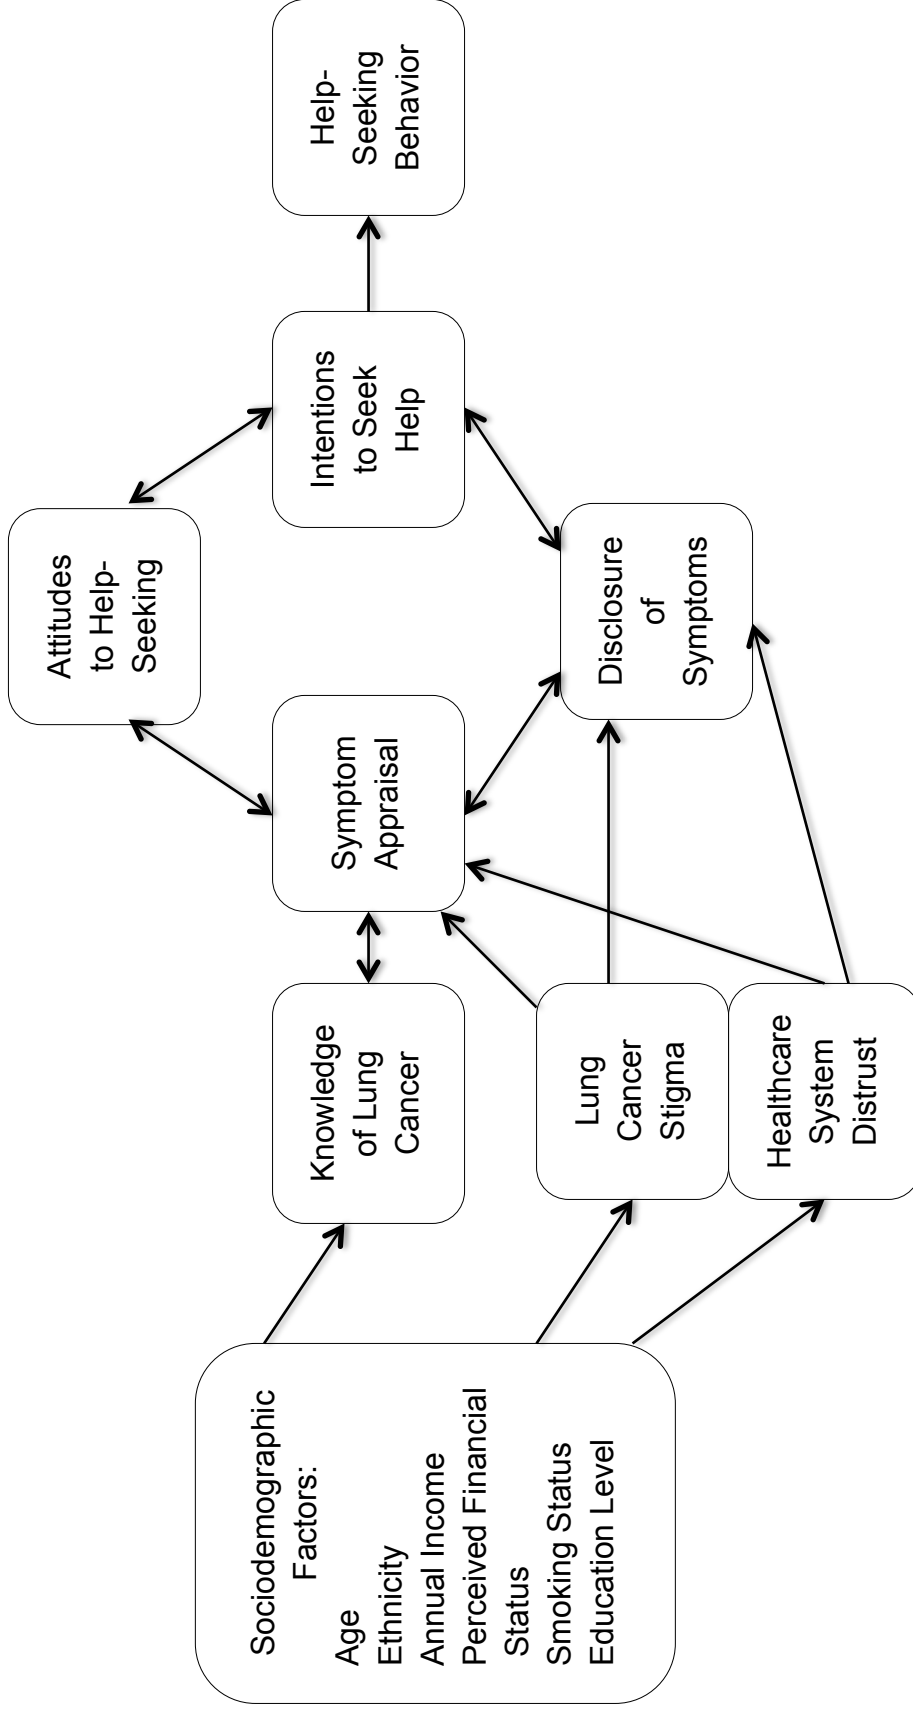 Sociodemographic
Factors:
Age
Ethnicity
Annual Income
Perceived Financial
Status
Smoking Status
Education Level
Knowledge
of Lung
Cancer
Lung
Cancer
Stigma
Healthcare
System
Distrust
Symptom
Appraisal
Attitudes
to Help-
Seeking
Disclosure
of
Symptoms
Intentions
to Seek
Help
Help-
Seeking
Behavior